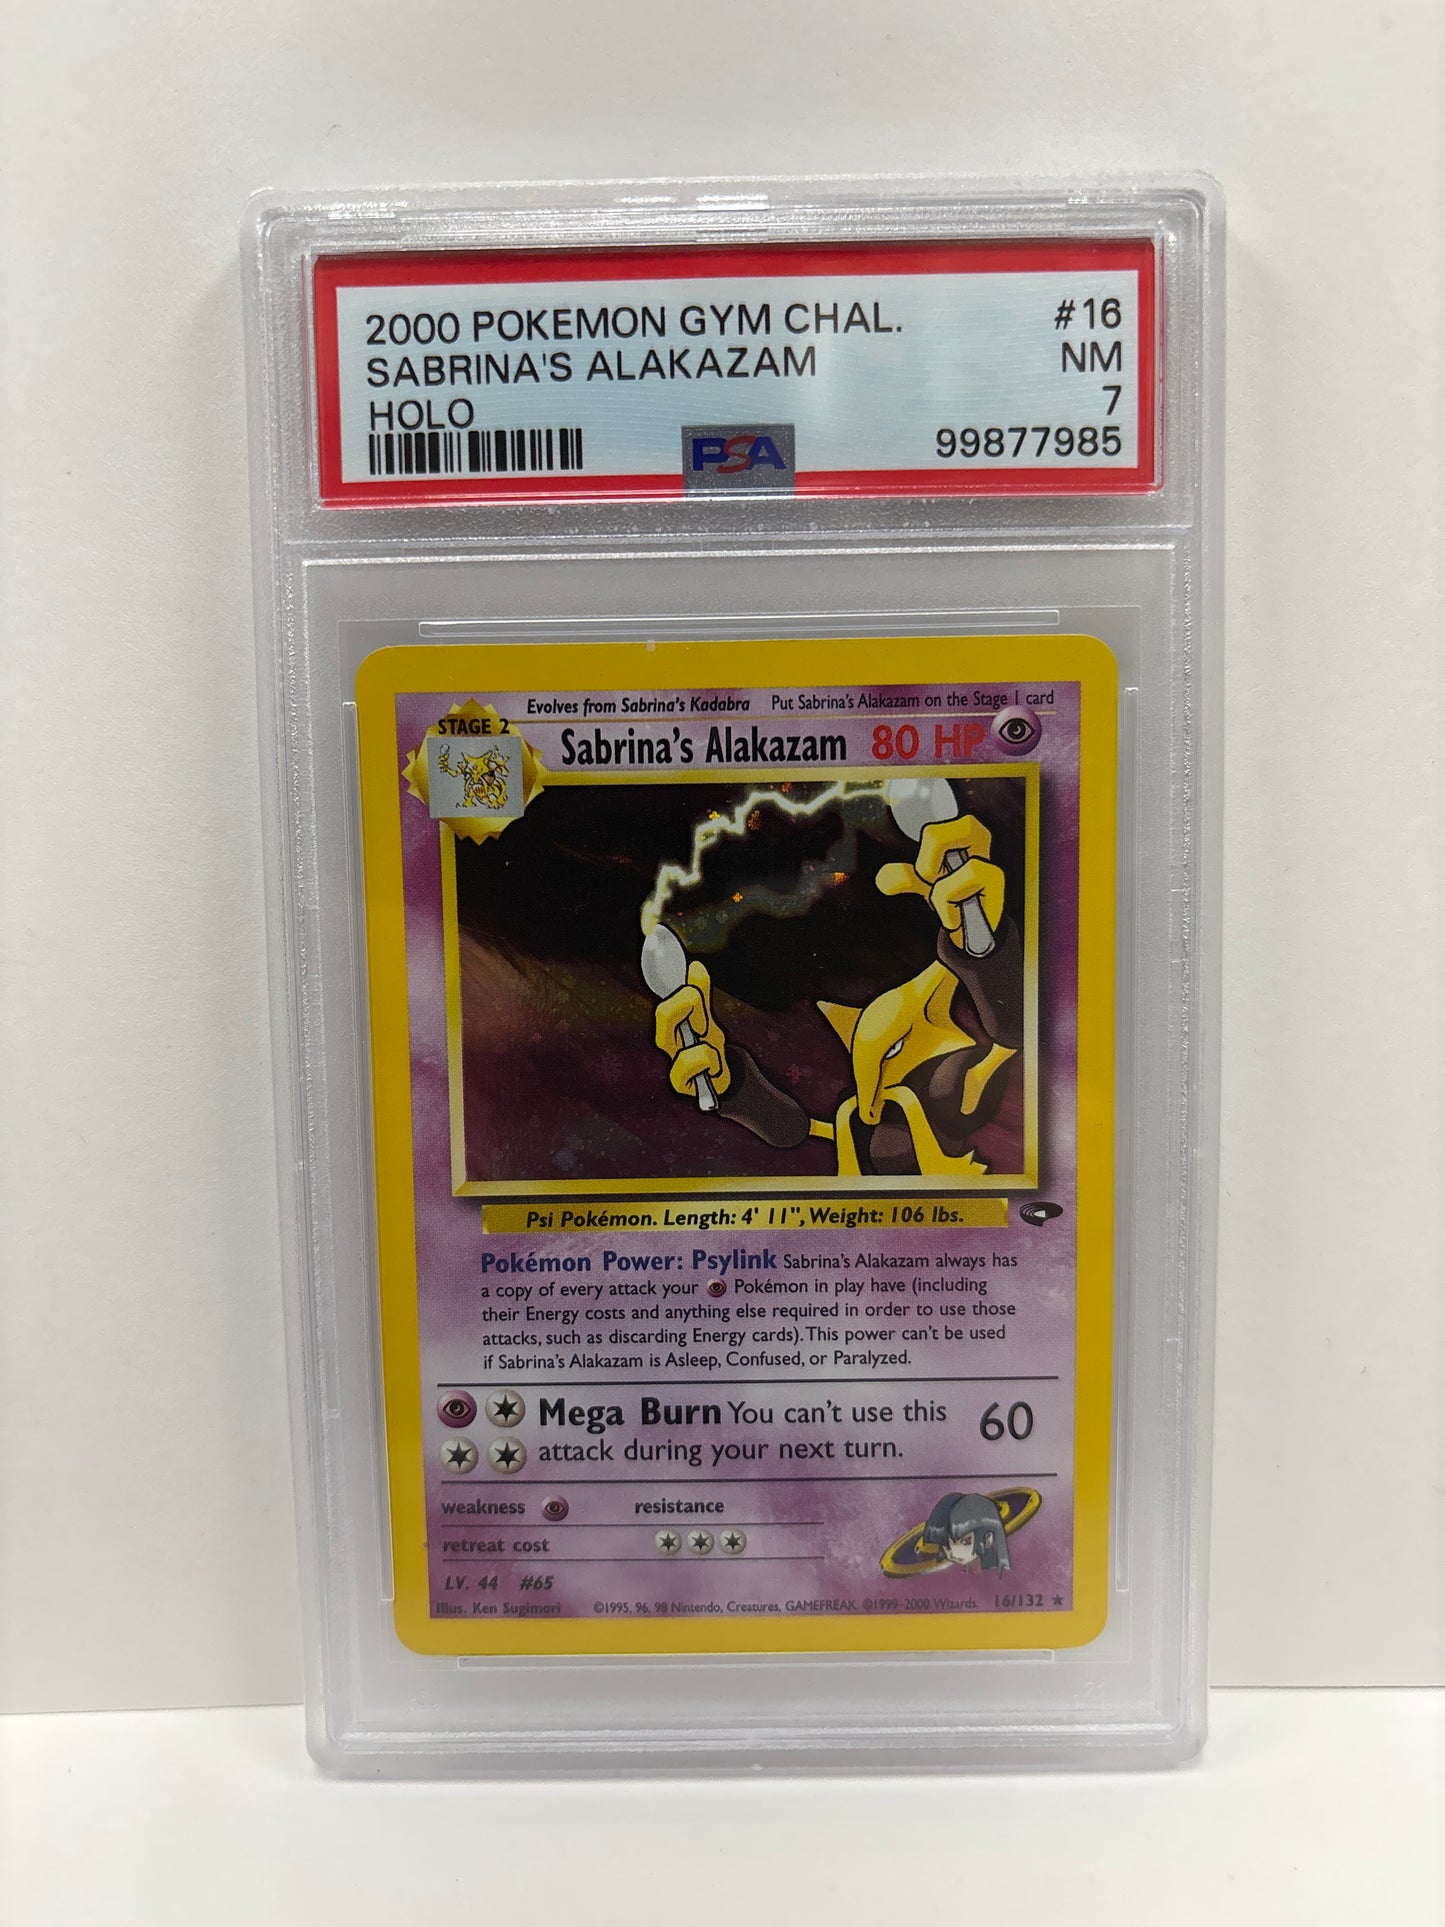 2000 POKEMON GYM CHAL. #16
SABRINA'S ALAKAZAM NM
HOLO 7
PSA 99877985
Evolves from Sabrina's Kadabra Put Sabrina's Alakazam on the Stage 1 card
STAGE 2
Sabrina's Alakazam 80 HP
Psi Pokémon. Length: 4' 11", Weight: 106 lbs.
Pokémon Power: Psylink Sabrina's Alakazam always has
a copy of every attack your Pokémon in play have (including
their Energy costs and anything else required in order to use those
attacks, such as discarding Energy cards). This power can't be used
if Sabrina's Alakazam is Asleep, Confused, or Paralyzed.
Mega Burn You can't use this 60
attack during your next turn.
weakness resistance
retreat cost
LV. 44 #65
Illus. Ken Sugimori ©1995, 96, 98 Nintendo, Creatures, GAMEFREAK. ©1999-2000 Wizards. 16/132 ★